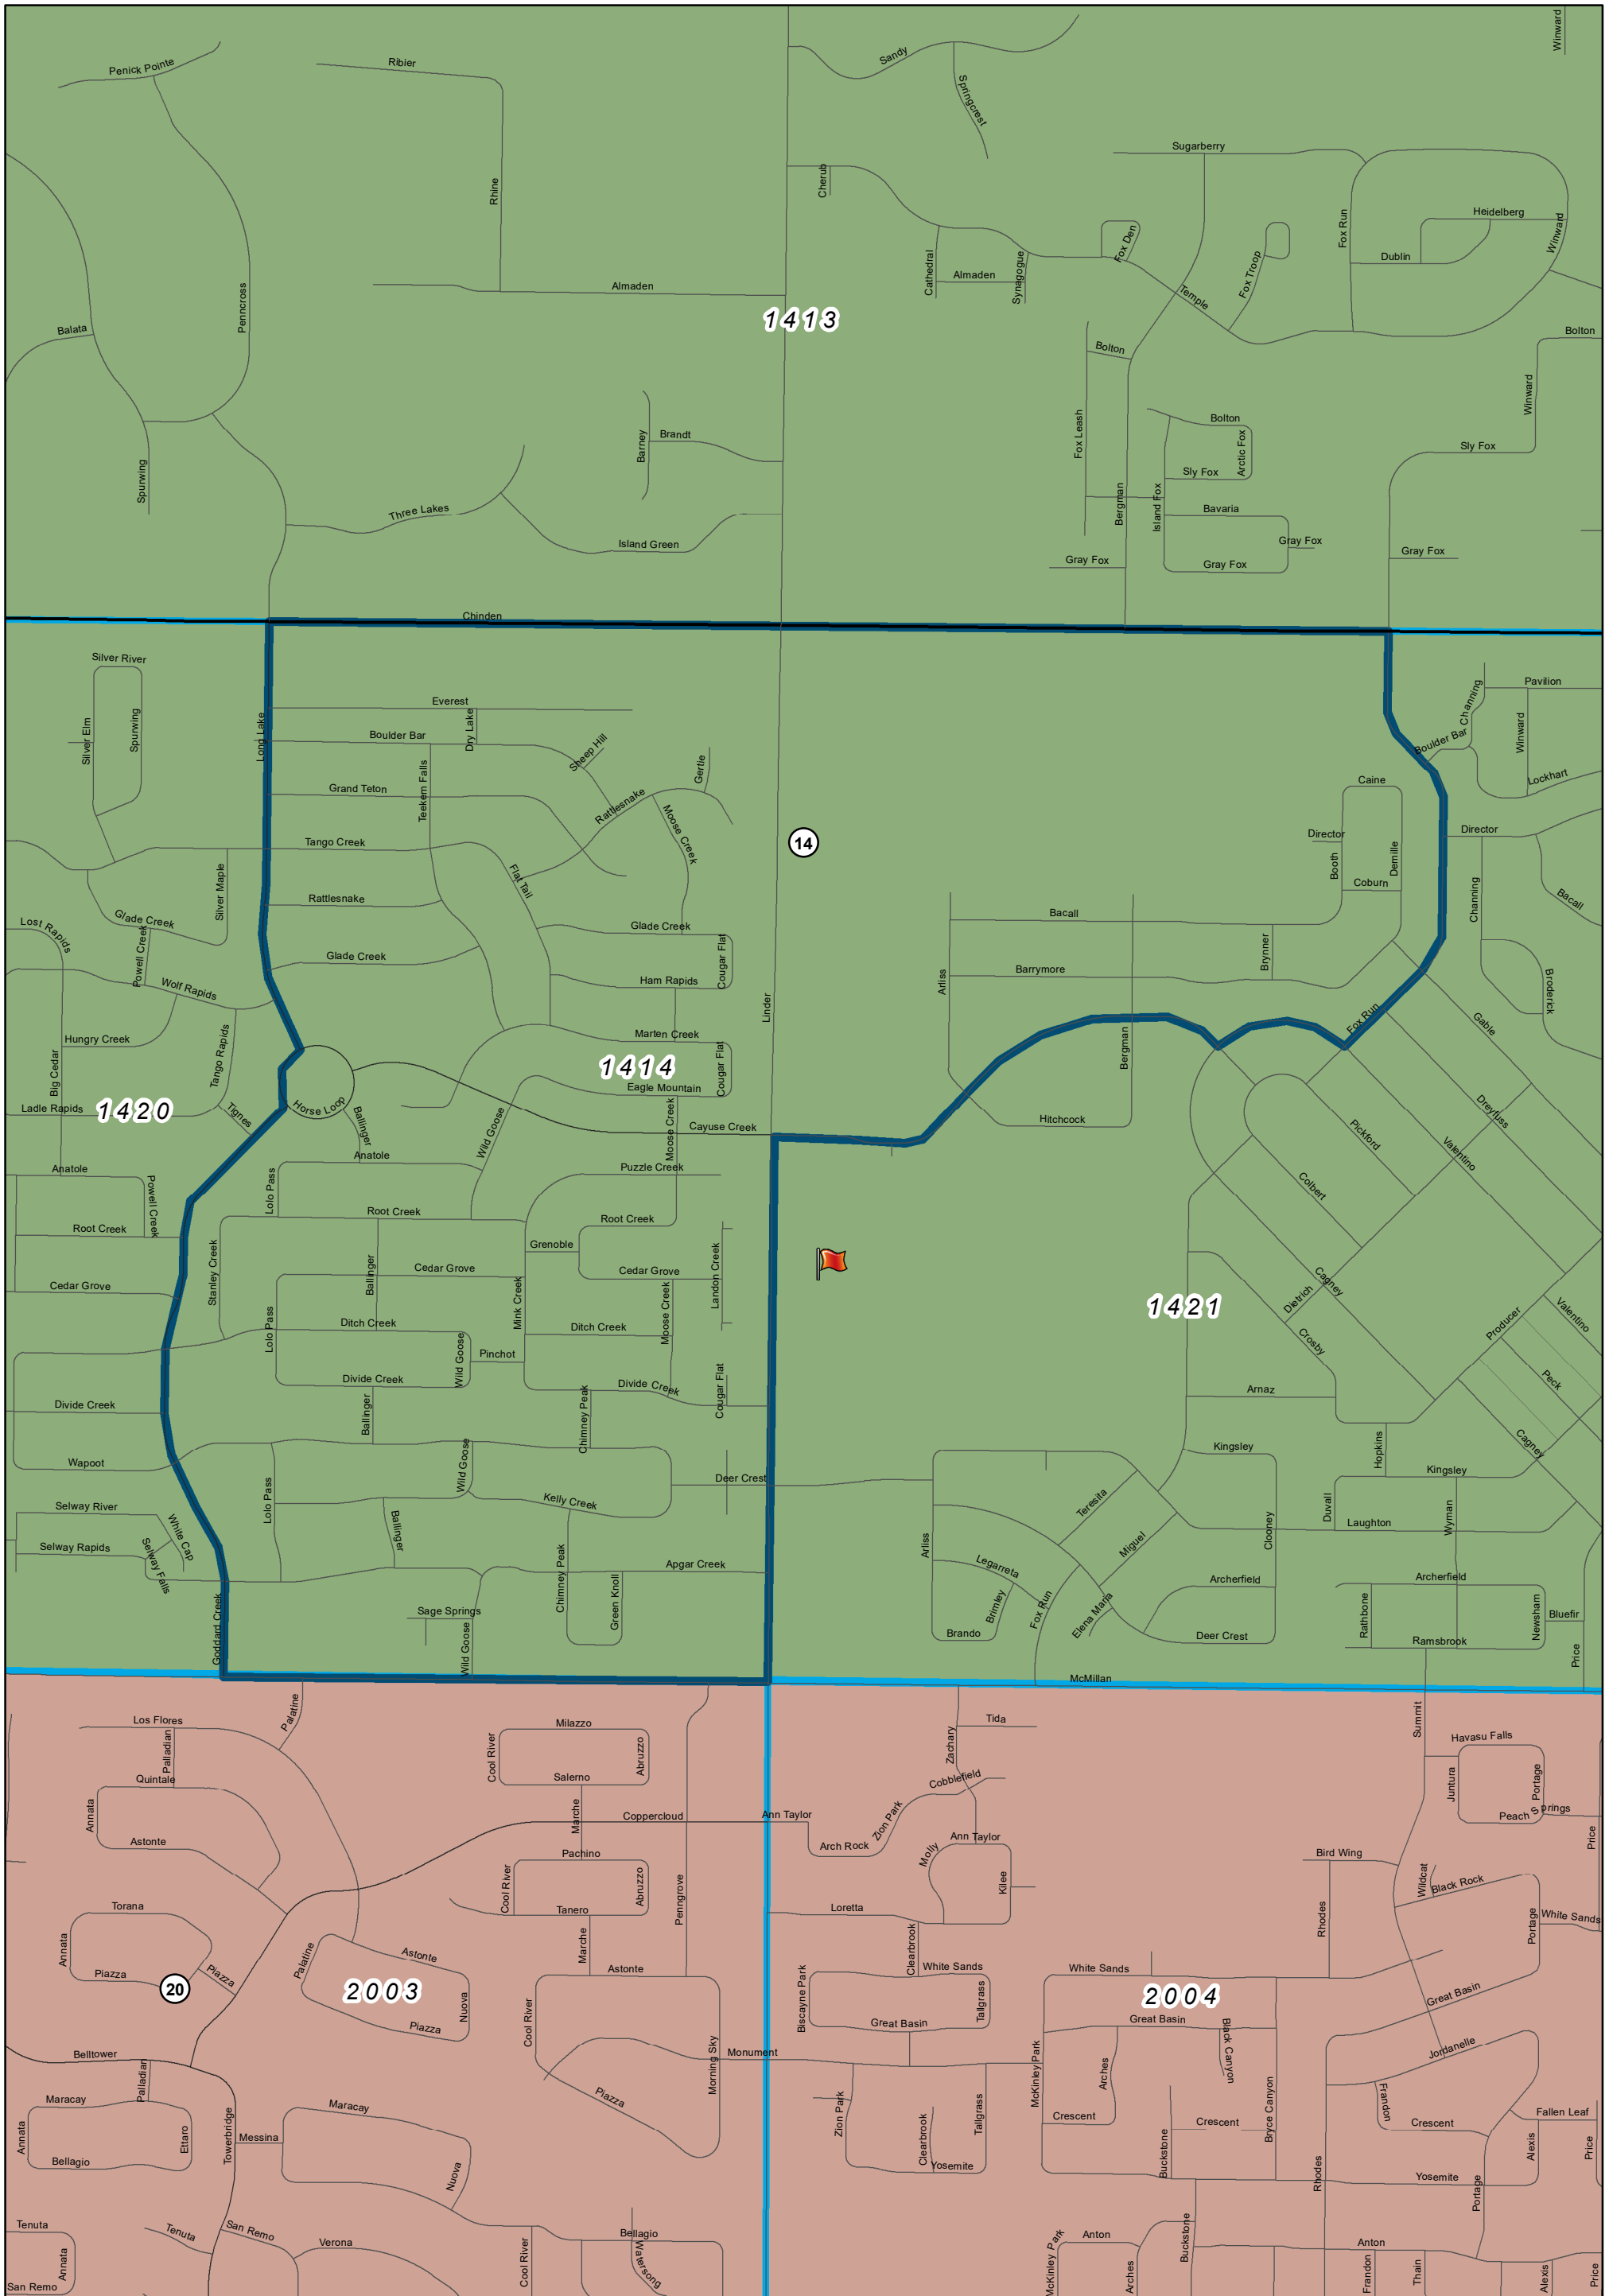 Winward
Sandy
Penick Pointe
Ribier
Springcrest
Sugarberry
Cherub
Rhine
Heidelberg
Fox Run
Winward
Fox Den
Dublin
Cathedral
Almaden
Synagogue
Fox Troop
Almaden
Temple
Penncross
1413
Balata
Bolton
Bolton
Winward
Fox Leash
Bolton
Barney
Brandt
Arctic Fox
Sly Fox
Sly Fox
Spurwing
Bergman
Island Fox
Three Lakes
Bavaria
Island Green
Gray Fox
Gray Fox
Gray Fox
Gray Fox
Chinden
Silver River
Channing
Pavilion
Everest
Silver Elm
Spurwing
Long Lake
Dry Lake
Boulder Bar
Sheep Hill
Boulder Bar
Winward
Gertie
Teekem Falls
Grand Teton
Rattlesnake
Caine
Lockhart
Moose Creek
Tango Creek
14
Director
Booth
Demille
Director
Flat Tail
Coburn
Silver Maple
Rattlesnake
Channing
Bacall
Lost Rapids
Glade Creek
Glade Creek
Bacall
Powell Creek
Glade Creek
Cougar Flat
Brynner
Wolf Rapids
Ham Rapids
Arliss
Barrymore
Broderick
Linder
Fox Run
Gable
Hungry Creek
Tango Rapids
Marten Creek
Bergman
Big Cedar
1414
Cougar Flat
Eagle Mountain
Ladle Rapids
1420
Tignes
Horse Loop
Ballinger
Wild Goose
Moose Creek
Cayuse Creek
Hitchcock
Dreyfuss
Pickford
Valentino
Anatole
Anatole
Puzzle Creek
Powell Creek
Lolo Pass
Colbert
Root Creek
Root Creek
Root Creek
Grenoble
Stanley Creek
Ballinger
Cedar Grove
Cedar Grove
Landon Creek
Cedar Grove
Mink Creek
Moose Creek
Cagney
Dietrich
1421
Valentino
Producer
Lolo Pass
Ditch Creek
Ditch Creek
Crosby
Pinchot
Wild Goose
Peck
Divide Creek
Divide Creek
Cougar Flat
Arnaz
Divide Creek
Ballinger
Chimney Peak
Kingsley
Hopkins
Cagney
Wapoot
Wild Goose
Deer Crest
Kingsley
Selway River
Lolo Pass
Kelly Creek
Teresita
Duvall
Wyman
Laughton
White Cap
Ballinger
Arliss
Miguel
Clooney
Selway Rapids
Selway Falls
Apgar Creek
Chimney Peak
Legarreta
Archerfield
Archerfield
Green Knoll
Brimley
Fox Run
Elena Maria
Rathbone
Newsham
Bluefir
Sage Springs
Goddard Creek
Wild Goose
Brando
Deer Crest
Ramsbrook
Price
McMillan
Los Flores
Palatine
Palladian
Milazzo
Cool River
Abruzzo
Tida
Zachary
Summit
Havasu Falls
Quintale
Salerno
Cobblefield
Juntura
Portage
Annata
Marche
Coppercloud
Ann Taylor
Zion Park
Peach Springs
Price
Astonte
Arch Rock
Ann Taylor
Molly
Bird Wing
Pachino
Cool River
Abruzzo
Kilee
Wildcat
Black Rock
Torana
Tanero
Penngrove
Loretta
Rhodes
Portage
White Sands
Annata
Marche
Clearbrook
Palatine
Astonte
Piazza
Piazza
20
2003
Nuova
Astonte
White Sands
White Sands
2004
Biscayne Park
Tallgrass
Great Basin
Piazza
Cool River
Great Basin
Great Basin
Black Canyon
Belltower
Palladian
Morning Sky
Monument
McKinley Park
Arches
Jordanelle
Maracay
Maracay
Piazza
Zion Park
Clearbrook
Tallgrass
Crescent
Crescent
Bryce Canyon
Frandon
Crescent
Fallen Leaf
Annata
Ettaro
Towerbridge
Messina
Bellagio
Nuova
Yosemite
Buckstone
Rhodes
Yosemite
Portage
Alexis
Price
Tenuta
Tenuta
San Remo
Verona
Bellagio
Cool River
Watersong
McKinley Park
Anton
Arches
Buckstone
Anton
Frandon
Thain
Alexis
Price
Annata
San Remo